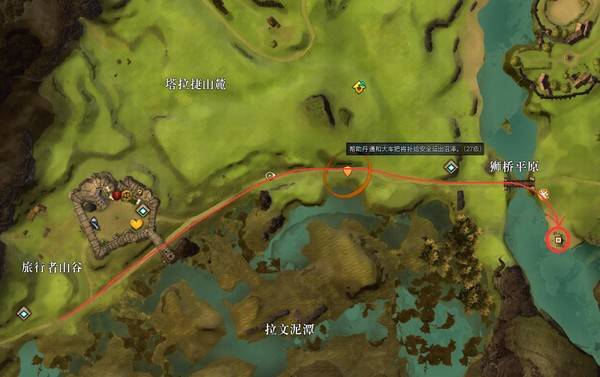 塔拉捷山麓
帮助丹通和大车把将补给安全运出沼泽。(27级)
狮桥平原
旅行者山谷
拉文泥潭